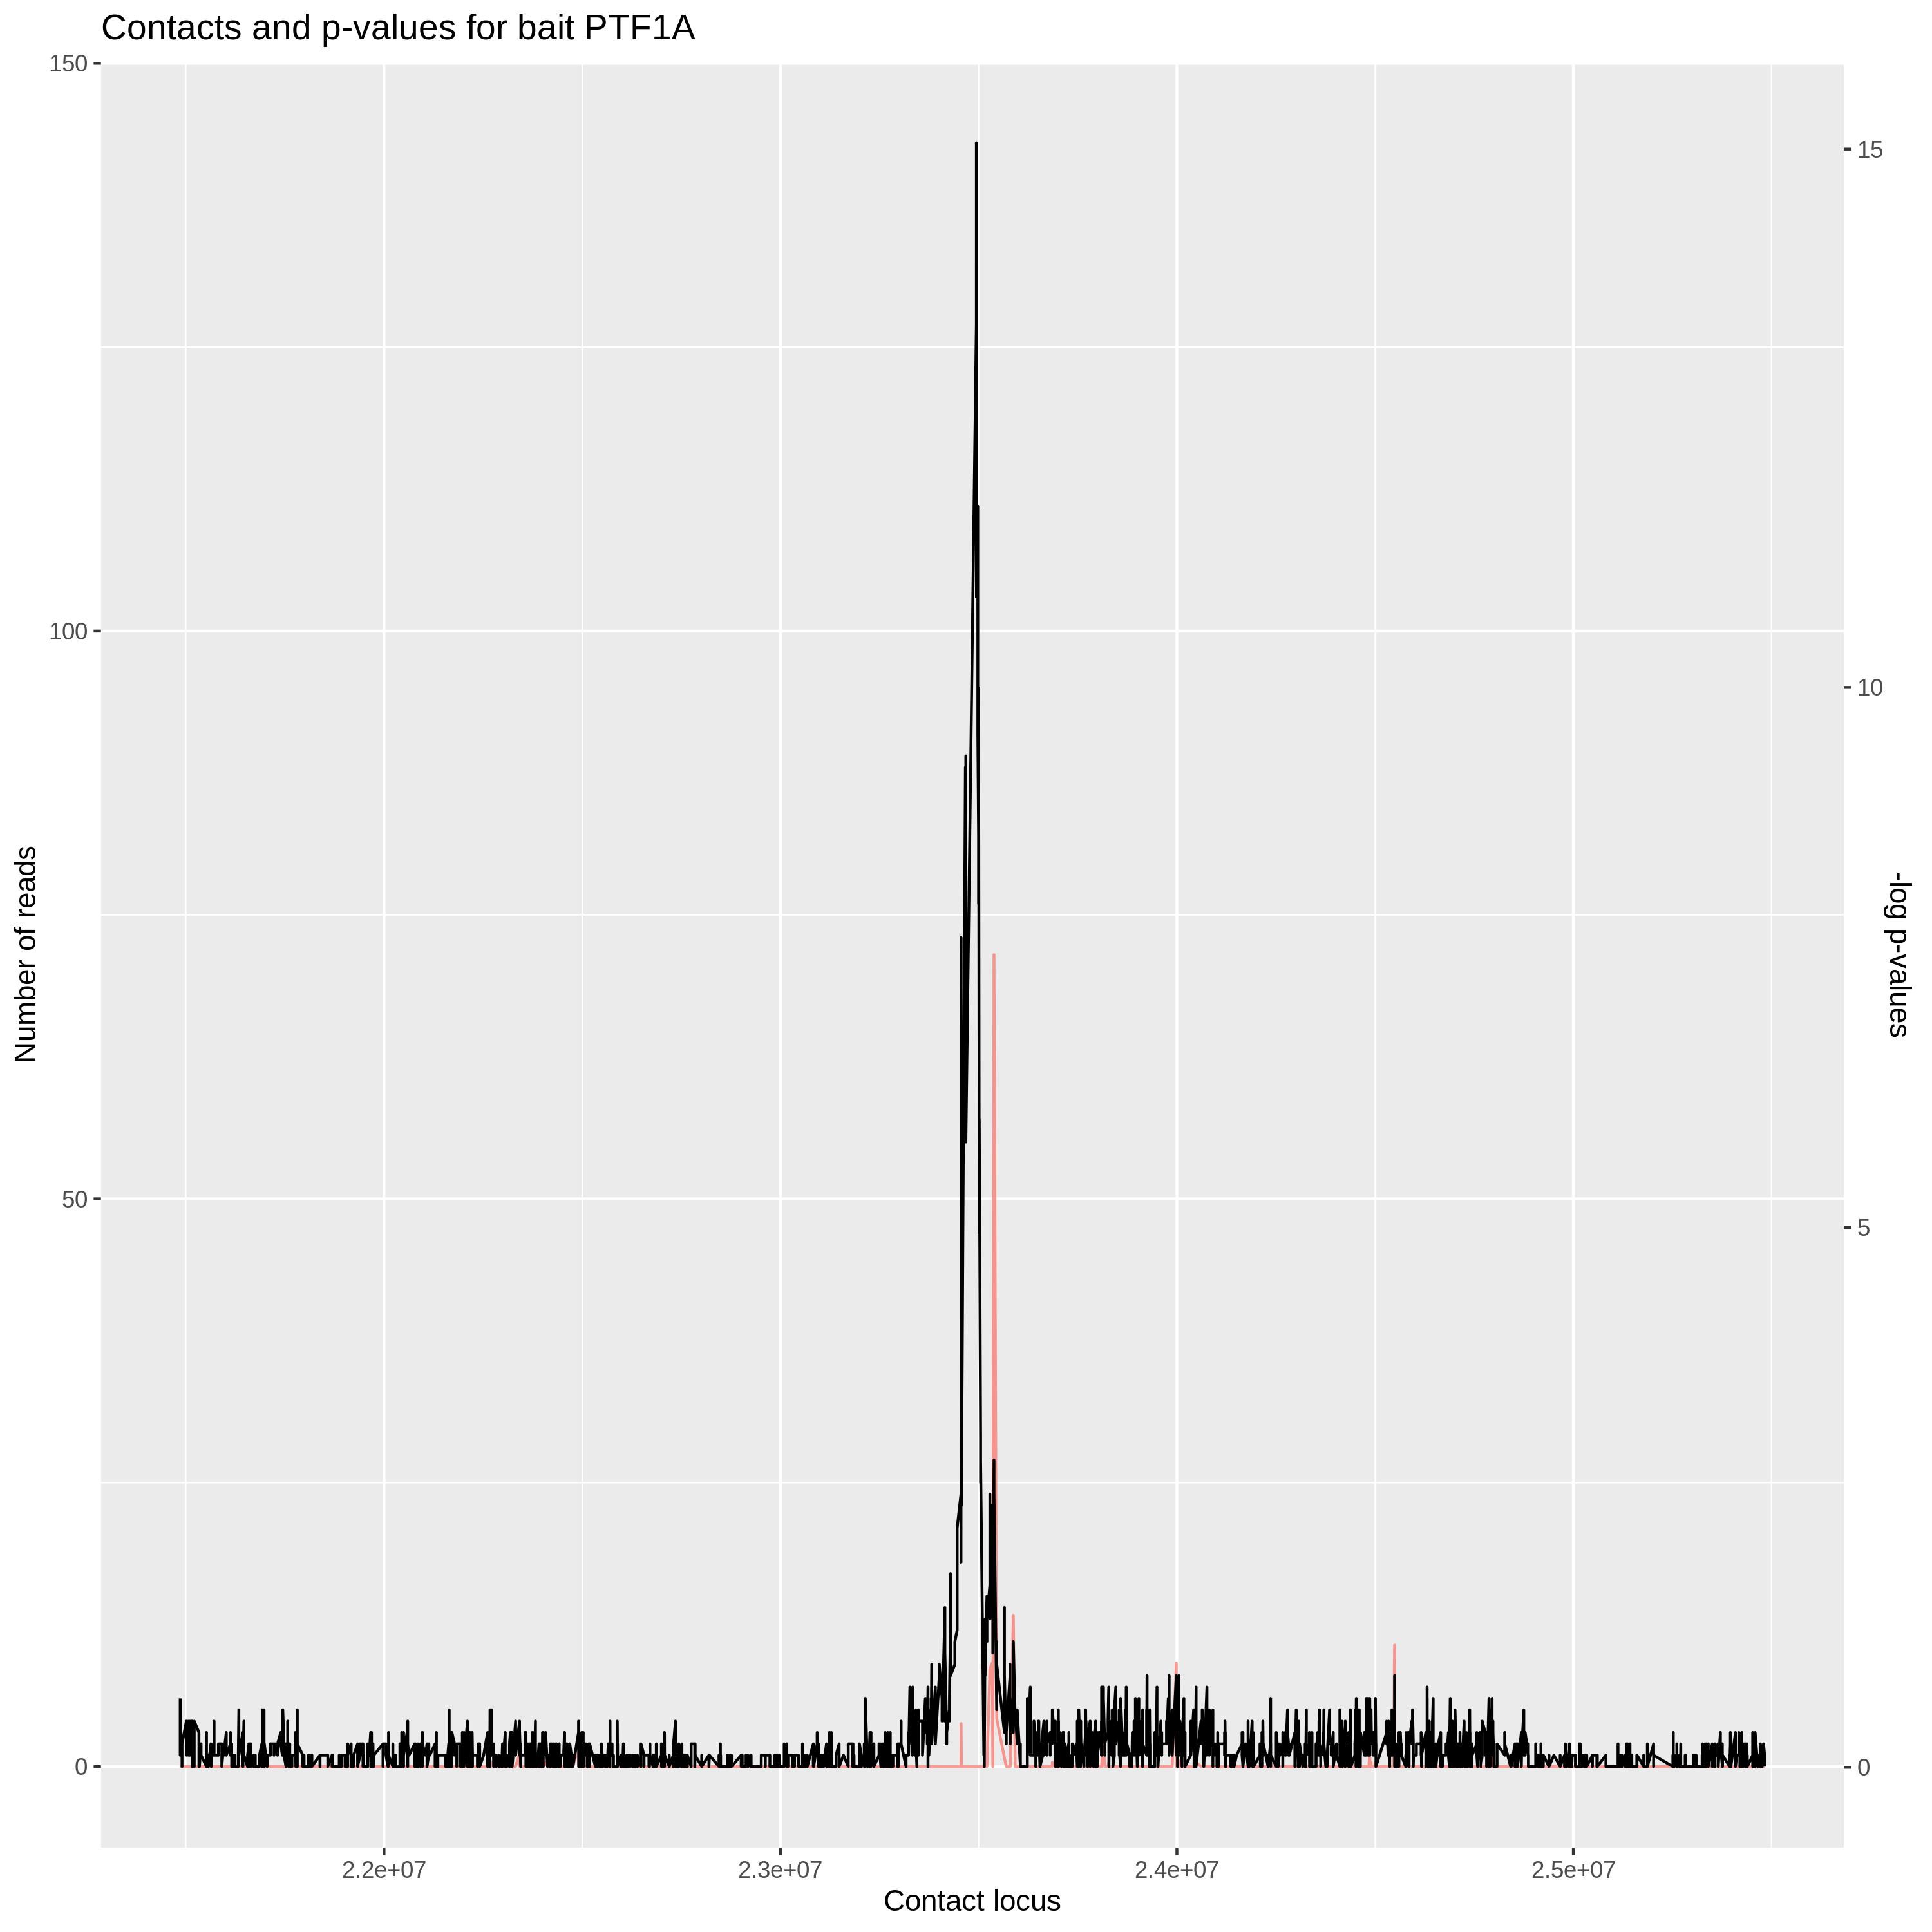 Contacts and p-values for bait PTF1A
150
100
50
0
Number of reads
15
10
5
0
-log p-values
2.2e+07
2.3e+07
2.4e+07
2.5e+07
Contact locus